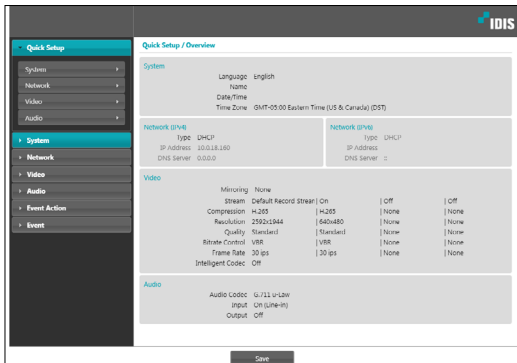 IDIS
Quick Setup
System
Network
Video
Audio
System
Network
Video
Audio
Event Action
Event
Quick Setup / Overview
System
Language English
Name
Date/Time
Time Zone GMT-05:00 Eastern Time (US & Canada) (DST)
Network (IPv4)
Type DHCP
IP Address 10.0.18.160
DNS Server 0.0.0.0
Network (IPv6)
Type DHCP
IP Address
DNS Server ::
Video
Mirroring None
Stream Default Record Strear | On | Off | Off
Compression H.265 | H.265 | None | None
Resolution 2592x1944 | 640x480 | None | None
Quality Standard | Standard | None | None
Bitrate Control VBR | VBR | None | None
Frame Rate 30 ips | 30 ips | None | None
Intelligent Codec Off
Audio
Audio Codec G.711 u-Law
Input On (Line-in)
Output Off
Save